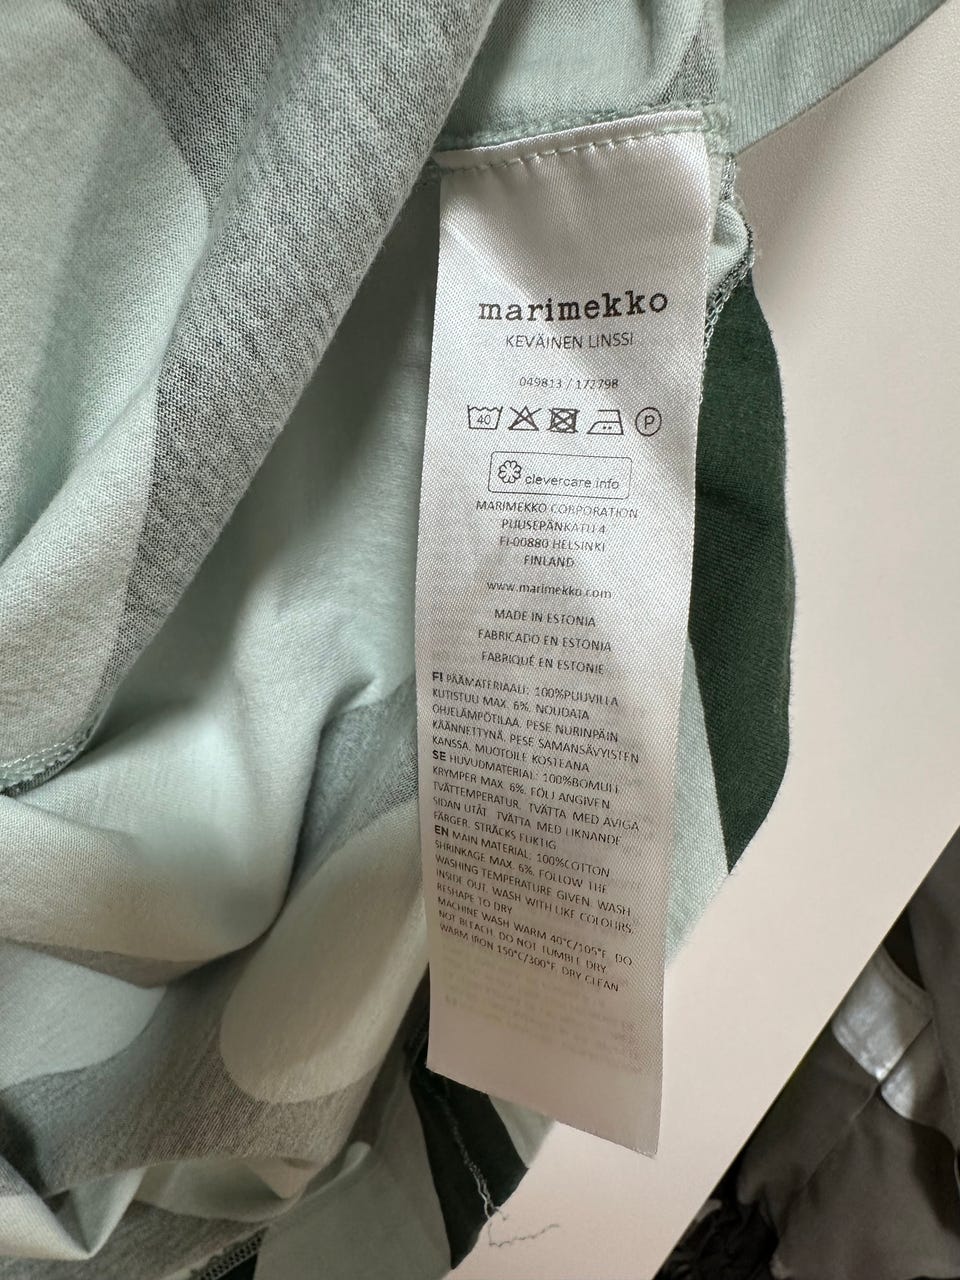 marimekko
KEVÄINEN LINSSI
049813 / 172798
40 P
clevercare info
MARIMEKKO CORPORATION
PUUSEPÄNKATU 4
FI-00880 HELSINKI
FINLAND
www.marimekko.com
MADE IN ESTONIA
FABRICADO EN ESTONIA
FABRIQUÉ EN ESTONIE
FI PÄÄMATERIAALI: 100%PUUVILLA
KUTISTUU MAX. 6%. NOUDATA
OHJELÄMPÖTILAA. PESE NURINPÄIN
KÄÄNNETTYNÄ. PESE SAMANSÄVYISTEN
KANSSA. MUOTOILE KOSTEANA
SE HUVUDMATERIAL: 100%BOMULL
KRYMPER MAX. 6%. FÖLJ ANGIVEN
TVÄTTEMPERATUR. TVÄTTA MED AVIGA
SIDAN UTÅT. TVÄTTA MED LIKNANDE
FÄRGER. STRÄCKS FUKTIG
EN MAIN MATERIAL: 100%COTTON
SHRINKAGE MAX. 6%. FOLLOW THE
WASHING TEMPERATURE GIVEN. WASH
INSIDE OUT. WASH WITH LIKE COLOURS.
RESHAPE TO DRY
MACHINE WASH WARM 40°C/105°F DO
NOT BLEACH. DO NOT TUMBLE DRY
WARM IRON 150°C/300°F DRY CLEAN